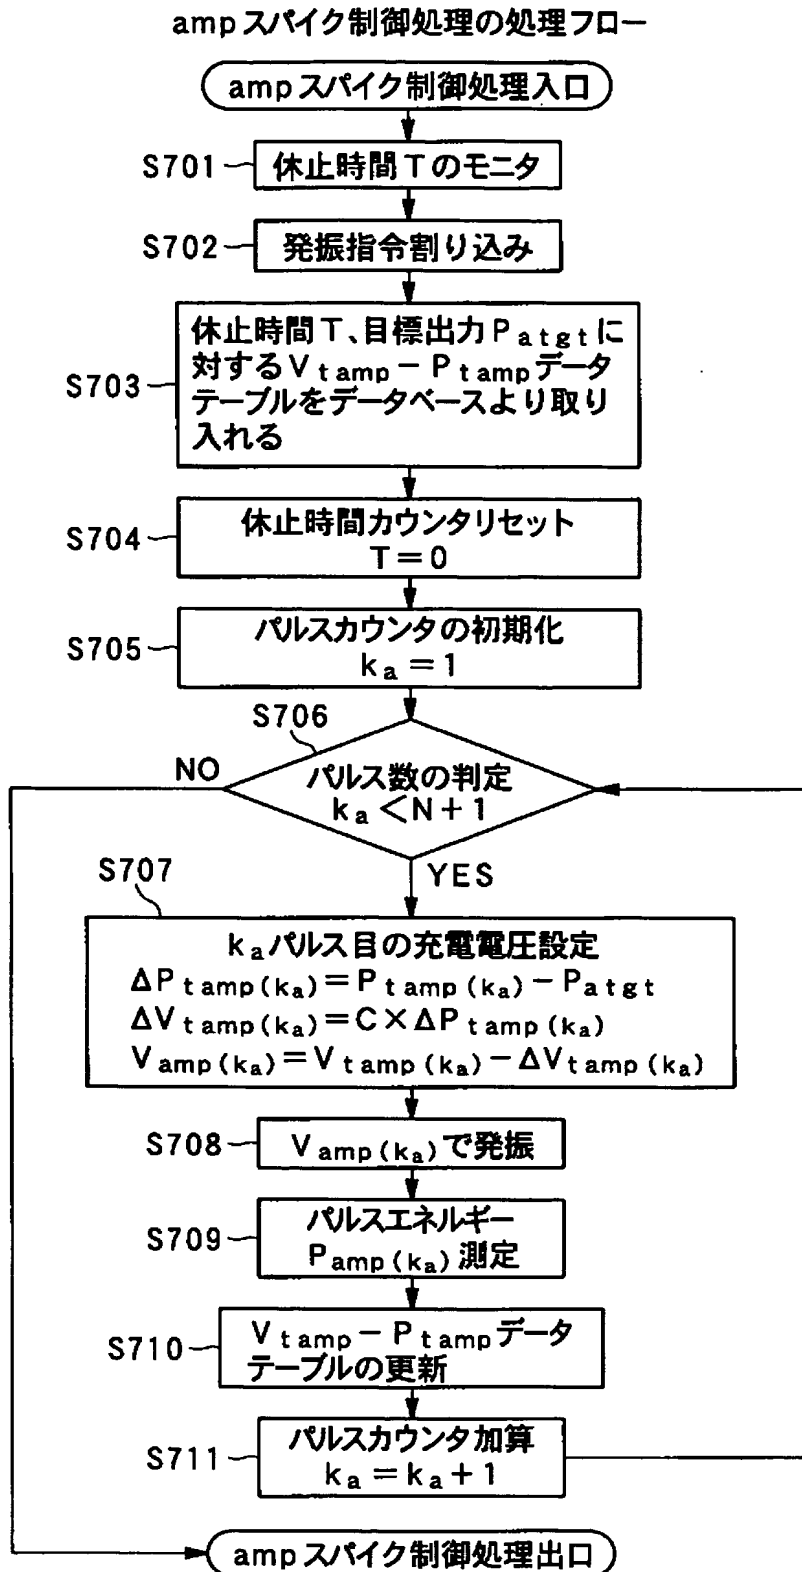 ampスパイク制御処理の処理フロー
ampスパイク制御処理入口
S701
休止時間Tのモニタ
S702
発振指令割り込み
S703
休止時間T、目標出力Patgtに
対するVtamp－Ptampデータ
テーブルをデータベースより取り
入れる
S704
休止時間カウンタリセット
T＝0
S705
パルスカウンタの初期化
ka＝1
S706
パルス数の判定
ka＜N＋1
NO
YES
S707
kaパルス目の充電電圧設定
ΔPtamp(ka)＝Ptamp(ka)－Patgt
ΔVtamp(ka)＝C×ΔPtamp(ka)
Vamp(ka)＝Vtamp(ka)－ΔVtamp(ka)
S708
Vamp(ka)で発振
S709
パルスエネルギー
Pamp(ka)測定
S710
Vtamp－Ptampデータ
テーブルの更新
S711
パルスカウンタ加算
ka＝ka＋1
ampスパイク制御処理出口